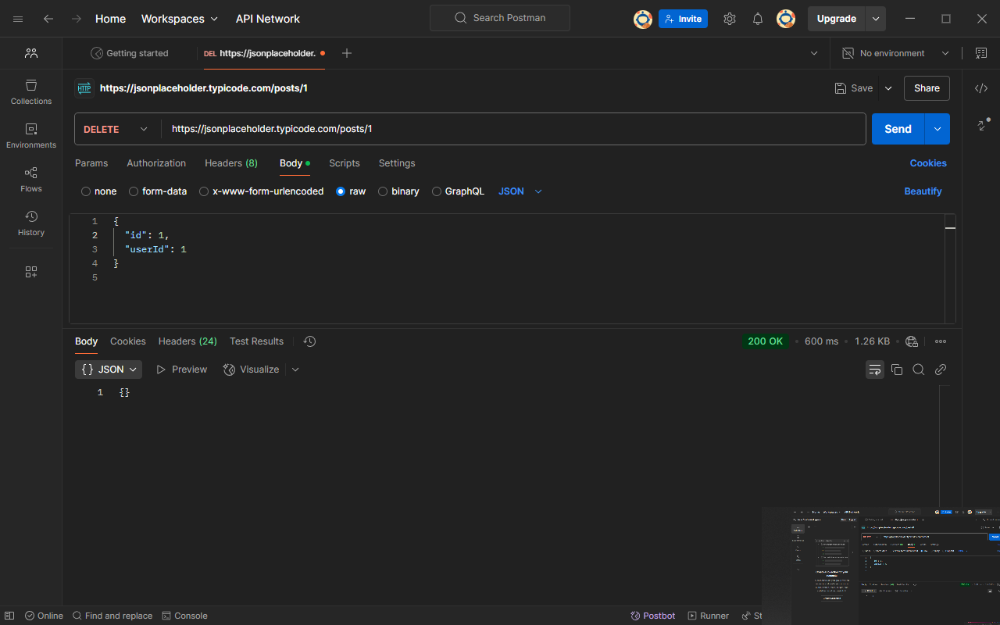 Home Workspaces API Network Search Postman Invite Upgrade
Getting started DEL https://jsonplaceholder. No environment
HTTP https://jsonplaceholder.typicode.com/posts/1 Save Share
Collections
Environments
Flows
History
DELETE https://jsonplaceholder.typicode.com/posts/1 Send
Params Authorization Headers (8) Body Scripts Settings Cookies
none form-data x-www-form-urlencoded raw binary GraphQL JSON Beautify
1 {
2 "id": 1,
3 "userId": 1
4 }
5
Body Cookies Headers (24) Test Results 200 OK 600 ms 1.26 KB
{} JSON Preview Visualize
1 {}
Online Find and replace Console Postbot Runner St